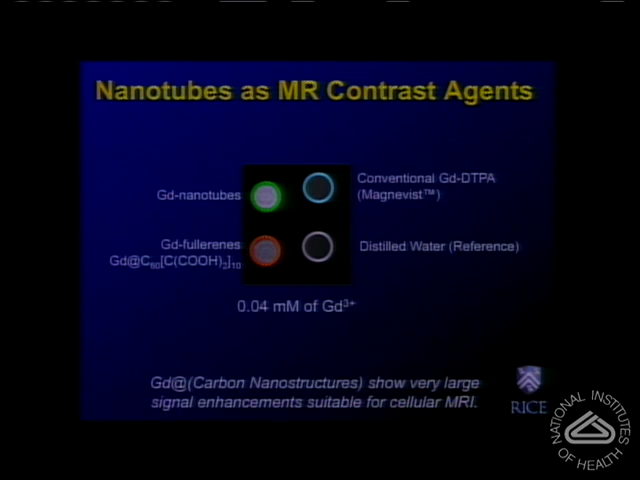 Nanotubes as MR Contrast Agents
Gd-nanotubes
Conventional Gd-DTPA
(Magnevist™)
Gd-fullerenes
Gd@C₆₀[C(COOH)₂]₁₀
Distilled Water (Reference)
0.04 mM of Gd³⁺
Gd@(Carbon Nanostructures) show very large
signal enhancements suitable for cellular MRI.
RICE
NATIONAL INSTITUTES
OF HEALTH